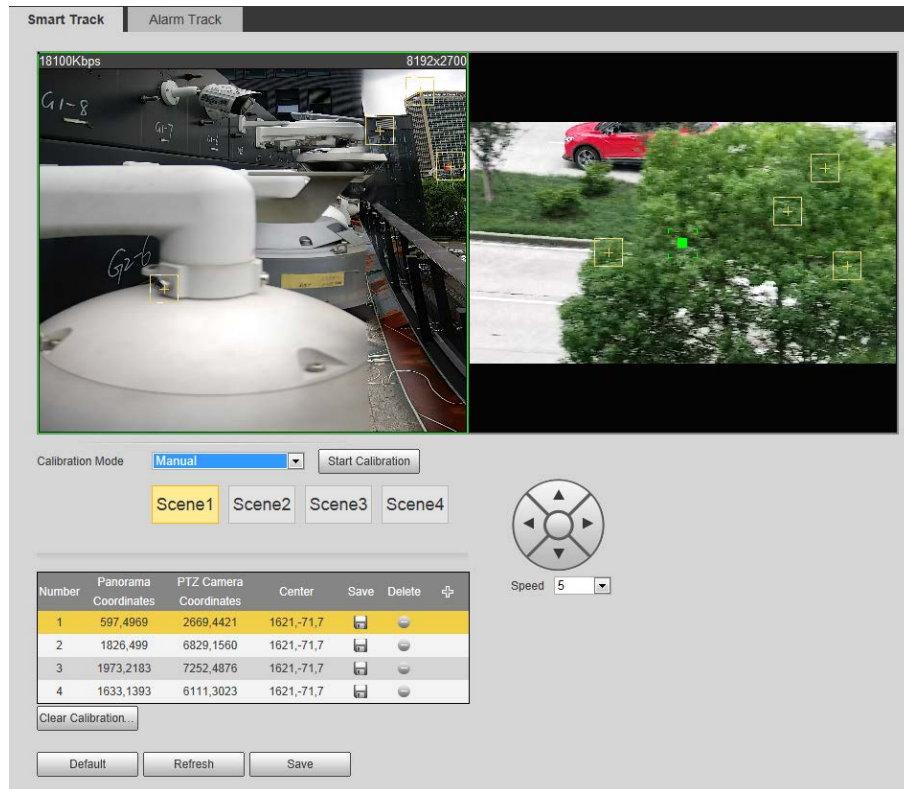 Smart Track Alarm Track
18100Kbps 8192x2700
G1-8
G1-7
G2-6
Calibration Mode Manual Start Calibration
Scene1 Scene2 Scene3 Scene4
Speed 5
Number Panorama Coordinates PTZ Camera Coordinates Center Save Delete
1 597,4969 2669,4421 1621,-71,7
2 1826,499 6829,1560 1621,-71,7
3 1973,2183 7252,4876 1621,-71,7
4 1633,1393 6111,3023 1621,-71,7
Clear Calibration...
Default Refresh Save